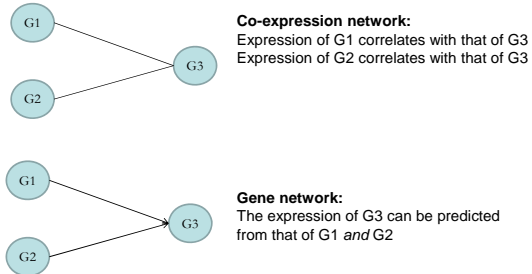 G1
G2
G3
Co-expression network:
Expression of G1 correlates with that of G3
Expression of G2 correlates with that of G3
G1
G2
G3
Gene network:
The expression of G3 can be predicted
from that of G1 and G2